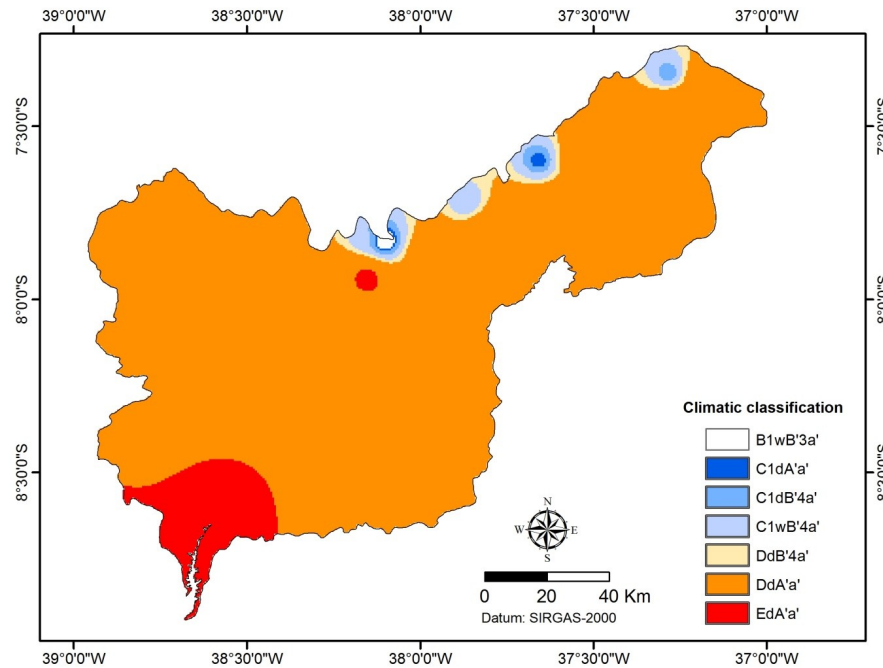 39°0'0"W 38°30'0"W 38°0'0"W 37°30'0"W 37°0'0"W
7°30'0"S 7°30'0"S
8°0'0"S 8°0'0"S
8°30'0"S 8°30'0"S
Climatic classification
B1wB'3a'
C1dA'a'
C1dB'4a'
C1wB'4a'
DdB'4a'
DdA'a'
EdA'a'
N
W E
S
0 20 40 Km
Datum: SIRGAS-2000
39°0'0"W 38°30'0"W 38°0'0"W 37°30'0"W 37°0'0"W